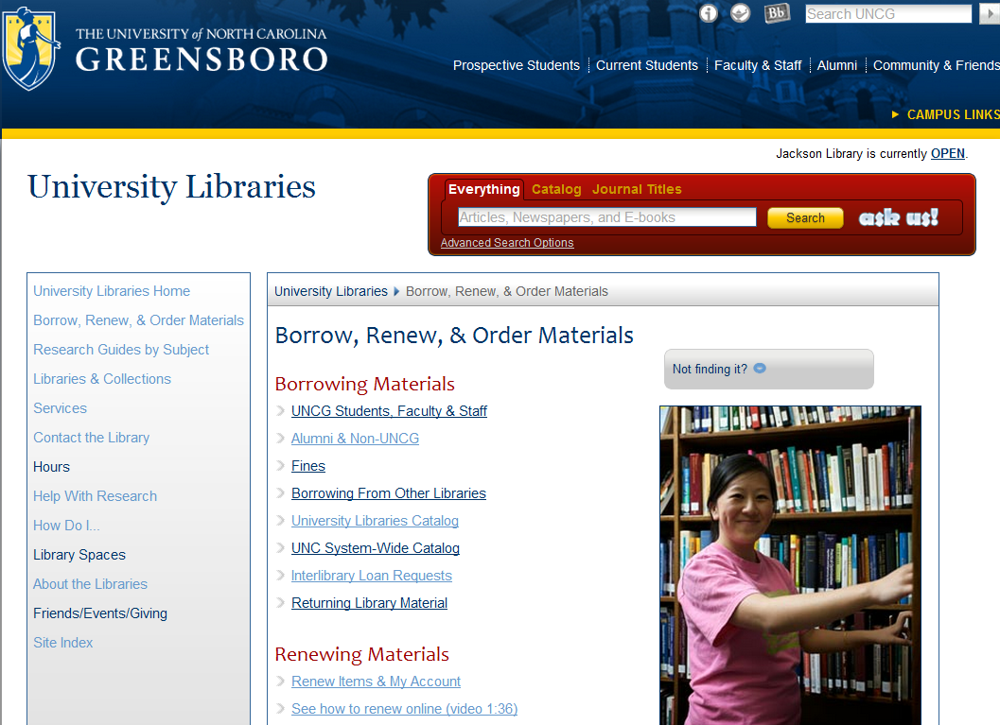 THE UNIVERSITY of NORTH CAROLINA
GREENSBORO
i
Bb
Search UNCG
Prospective Students
Current Students
Faculty & Staff
Alumni
Community & Friends
CAMPUS LINKS
Jackson Library is currently OPEN.
University Libraries
Everything Catalog Journal Titles
Articles, Newspapers, and E-books
Search
ask us!
Advanced Search Options
University Libraries Home
Borrow, Renew, & Order Materials
Research Guides by Subject
Libraries & Collections
Services
Contact the Library
Hours
Help With Research
How Do I...
Library Spaces
About the Libraries
Friends/Events/Giving
Site Index
University Libraries Borrow, Renew, & Order Materials
Borrow, Renew, & Order Materials
Not finding it?
Borrowing Materials
UNCG Students, Faculty & Staff
Alumni & Non-UNCG
Fines
Borrowing From Other Libraries
University Libraries Catalog
UNC System-Wide Catalog
Interlibrary Loan Requests
Returning Library Material
Renewing Materials
Renew Items & My Account
See how to renew online (video 1:36)